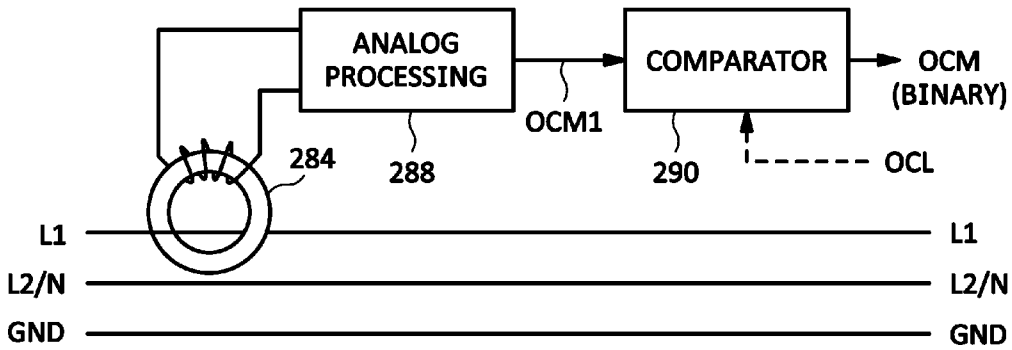 ANALOG
PROCESSING
COMPARATOR
OCM
(BINARY)
OCM1
284
288
290
OCL
L1
L1
L2/N
L2/N
GND
GND